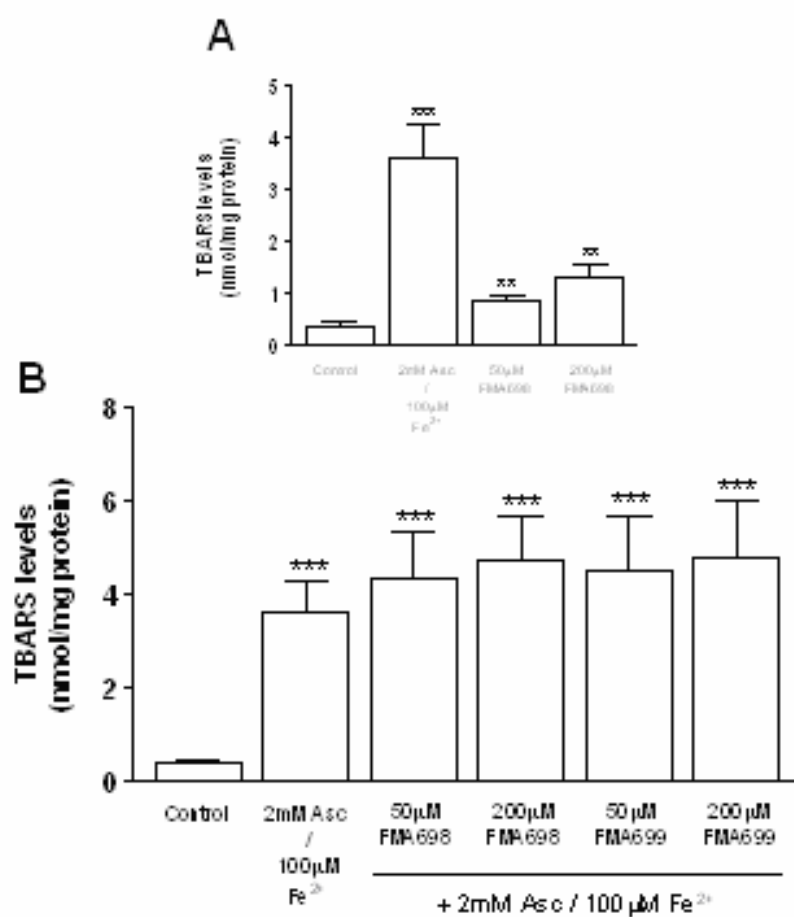 A
TBARS levels
(nmol/mg protein)
5
4
3
2
1
0
***
**
**
Control
2mM Asc
/
100μM
Fe2+
50μM
FMA698
200μM
FMA698
B
TBARS levels
(nmol/mg protein)
8
6
4
2
0
***
***
***
***
***
Control
2mM Asc
/
100μM
Fe2+
50μM
FMA698
200μM
FMA698
50μM
FMA699
200μM
FMA699
+ 2mM Asc / 100 μM Fe2+